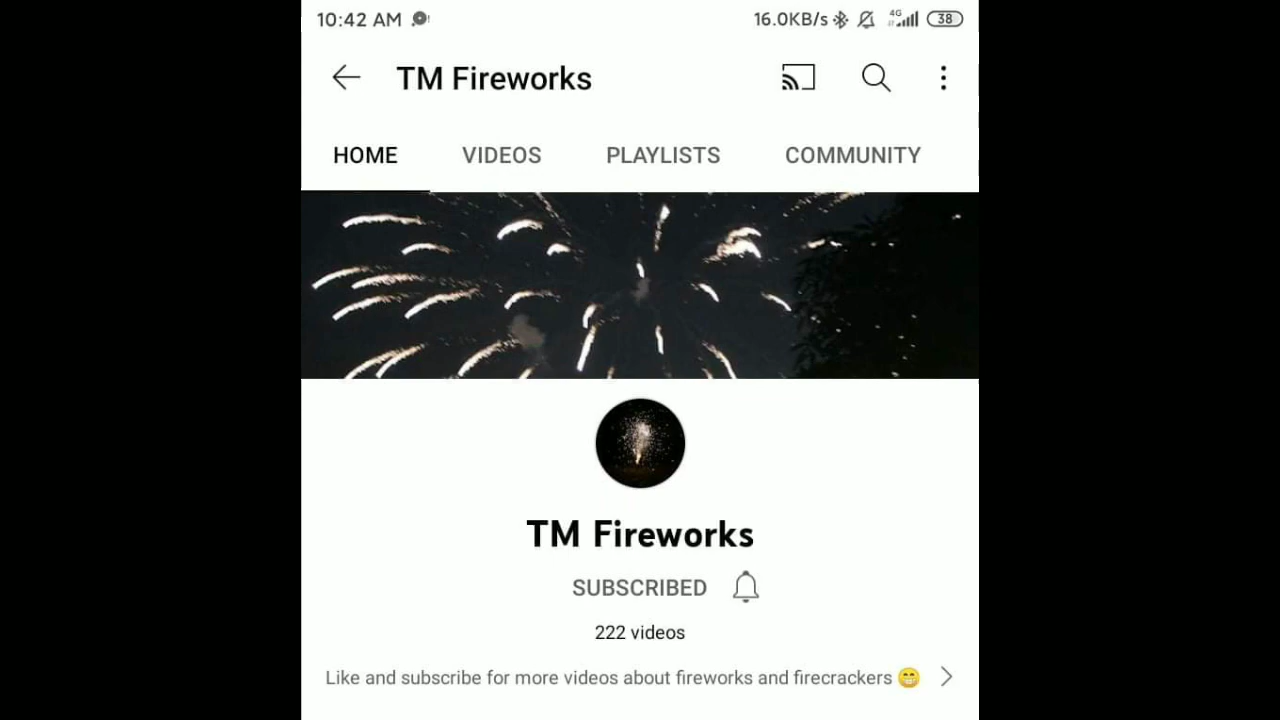 10:42 AM 16.0KB/s 4G 38
TM Fireworks
HOME VIDEOS PLAYLISTS COMMUNITY
TM Fireworks
SUBSCRIBED
222 videos
Like and subscribe for more videos about fireworks and firecrackers 😁